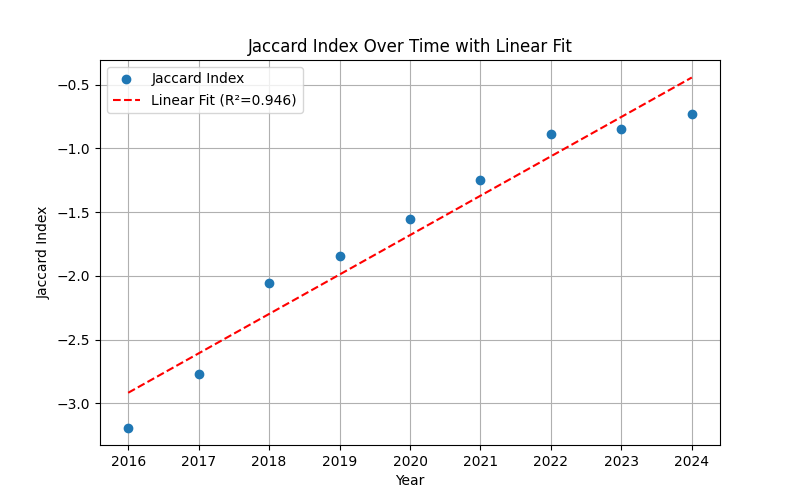 Jaccard Index Over Time with Linear Fit
Jaccard Index
Linear Fit (R²=0.946)
−0.5
−1.0
−1.5
−2.0
−2.5
−3.0
Jaccard Index
2016 2017 2018 2019 2020 2021 2022 2023 2024
Year